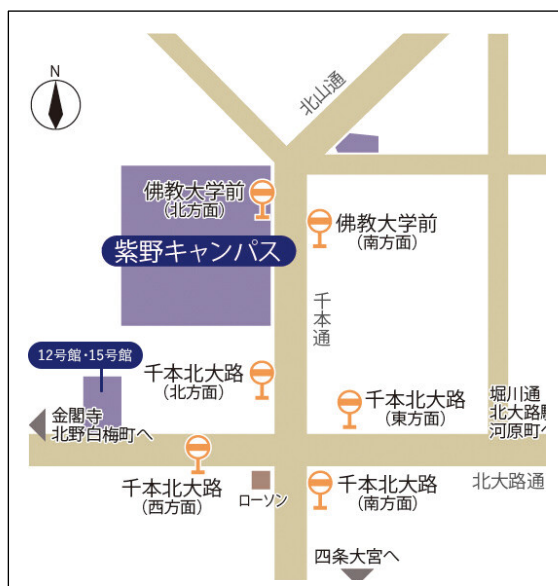 N
北山通
佛教大学前
(北方面)
佛教大学前
(南方面)
紫野キャンパス
千本通
12号館・15号館
千本北大路
(北方面)
千本北大路
(東方面)
堀川通
北大路
河原町
金閣寺
北野白梅町へ
千本北大路
(西方面)
ローソン
千本北大路
(南方面)
北大路通
四条大宮へ